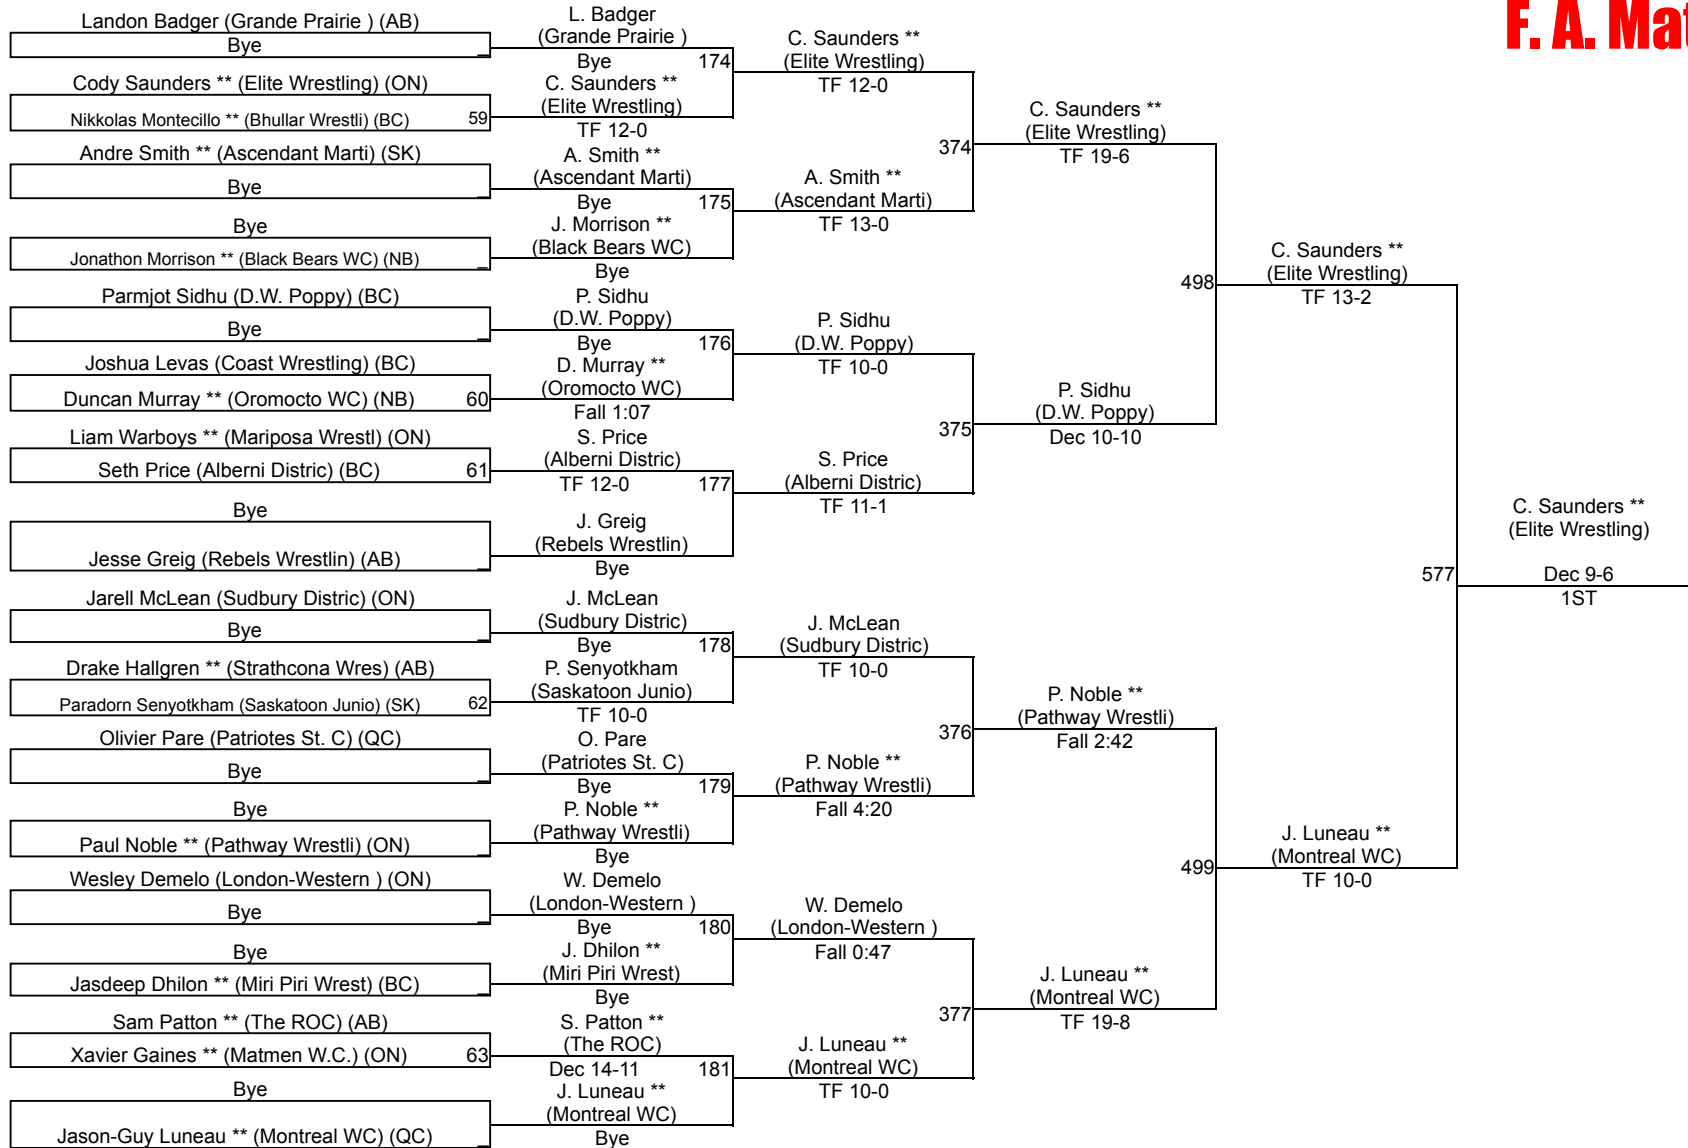 F. A. Mat
Landon Badger (Grande Prairie ) (AB)
Bye
Cody Saunders ** (Elite Wrestling) (ON)
Nikkolas Montecillo ** (Bhullar Wrestli) (BC) 59
Andre Smith ** (Ascendant Marti) (SK)
Bye
Bye
Jonathon Morrison ** (Black Bears WC) (NB)
Parmjot Sidhu (D.W. Poppy) (BC)
Bye
Joshua Levas (Coast Wrestling) (BC)
Duncan Murray ** (Oromocto WC) (NB) 60
Liam Warboys ** (Mariposa Wrestl) (ON)
Seth Price (Alberni Distric) (BC) 61
Bye
Jesse Greig (Rebels Wrestlin) (AB)
Jarell McLean (Sudbury Distric) (ON)
Bye
Drake Hallgren ** (Strathcona Wres) (AB)
Paradorn Senyotkham (Saskatoon Junio) (SK) 62
Olivier Pare (Patriotes St. C) (QC)
Bye
Bye
Paul Noble ** (Pathway Wrestli) (ON)
Wesley Demelo (London-Western ) (ON)
Bye
Bye
Jasdeep Dhilon ** (Miri Piri Wrest) (BC)
Sam Patton ** (The ROC) (AB)
Xavier Gaines ** (Matmen W.C.) (ON) 63
Bye
Jason-Guy Luneau ** (Montreal WC) (QC)
L. Badger
(Grande Prairie )
Bye 174
C. Saunders **
(Elite Wrestling)
TF 12-0
A. Smith **
(Ascendant Marti)
Bye 175
J. Morrison **
(Black Bears WC)
Bye
P. Sidhu
(D.W. Poppy)
Bye 176
D. Murray **
(Oromocto WC)
Fall 1:07
S. Price
(Alberni Distric)
TF 12-0 177
J. Greig
(Rebels Wrestlin)
Bye
J. McLean
(Sudbury Distric)
Bye 178
P. Senyotkham
(Saskatoon Junio)
TF 10-0
O. Pare
(Patriotes St. C)
Bye 179
P. Noble **
(Pathway Wrestli)
Bye
W. Demelo
(London-Western )
Bye 180
J. Dhilon **
(Miri Piri Wrest)
Bye
S. Patton **
(The ROC)
Dec 14-11 181
J. Luneau **
(Montreal WC)
Bye
C. Saunders **
(Elite Wrestling)
TF 12-0
374
A. Smith **
(Ascendant Marti)
TF 13-0
P. Sidhu
(D.W. Poppy)
TF 10-0
375
S. Price
(Alberni Distric)
TF 11-1
J. McLean
(Sudbury Distric)
TF 10-0
376
P. Noble **
(Pathway Wrestli)
Fall 4:20
W. Demelo
(London-Western )
Fall 0:47
377
J. Luneau **
(Montreal WC)
TF 10-0
C. Saunders **
(Elite Wrestling)
TF 19-6
498
P. Sidhu
(D.W. Poppy)
Dec 10-10
P. Noble **
(Pathway Wrestli)
Fall 2:42
499
J. Luneau **
(Montreal WC)
TF 19-8
C. Saunders **
(Elite Wrestling)
TF 13-2
577
J. Luneau **
(Montreal WC)
TF 10-0
C. Saunders **
(Elite Wrestling)
Dec 9-6
1ST